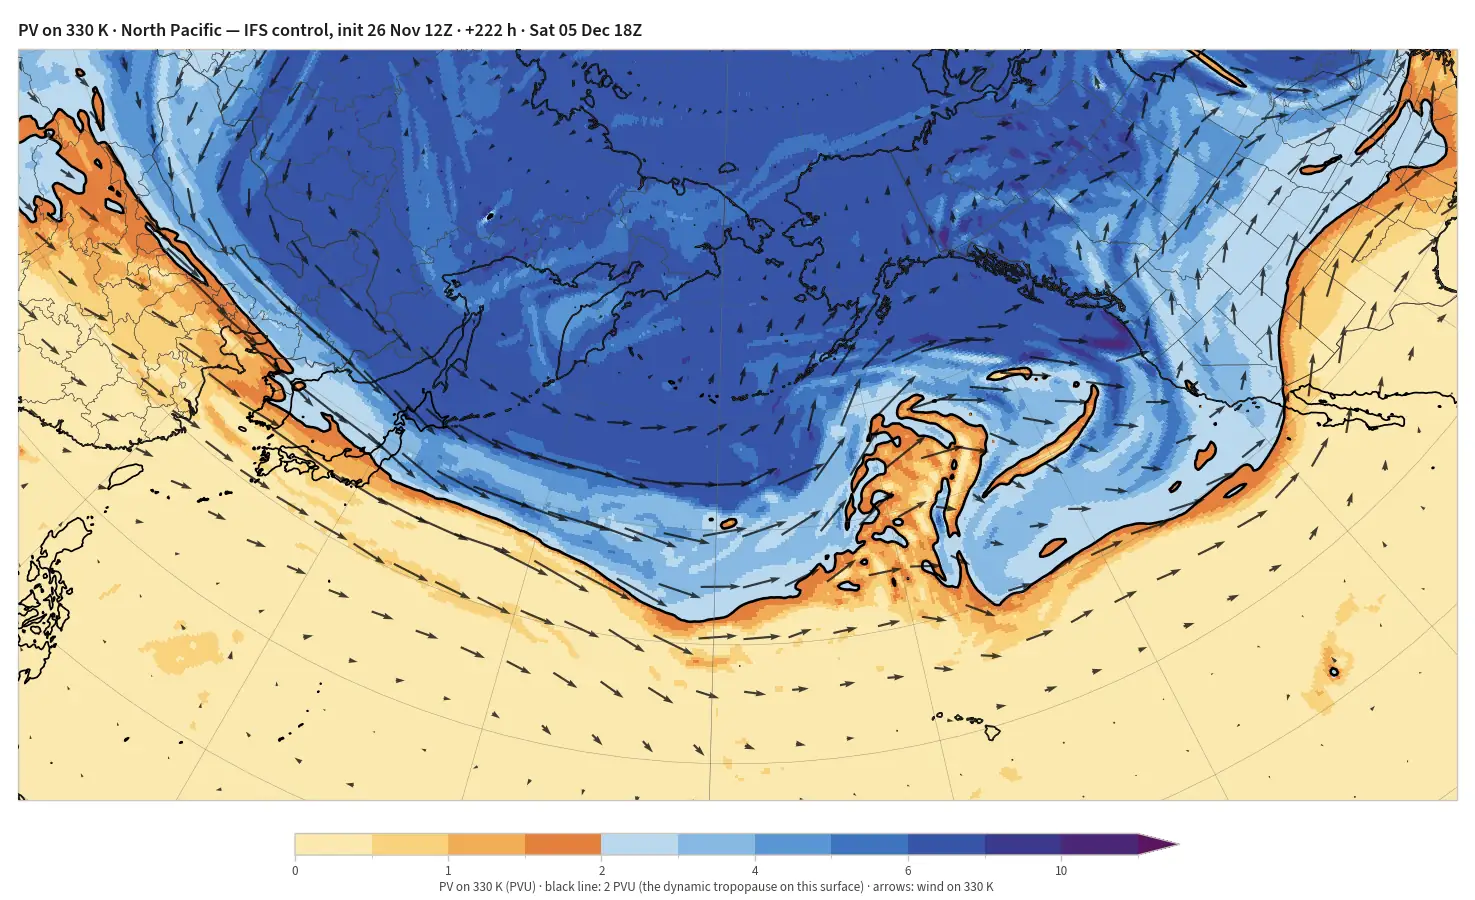 PV on 330 K · North Pacific — IFS control, init 26 Nov 12Z · +222 h · Sat 05 Dec 18Z
0 1 2 4 6 10
PV on 330 K (PVU) · black line: 2 PVU (the dynamic tropopause on this surface) · arrows: wind on 330 K